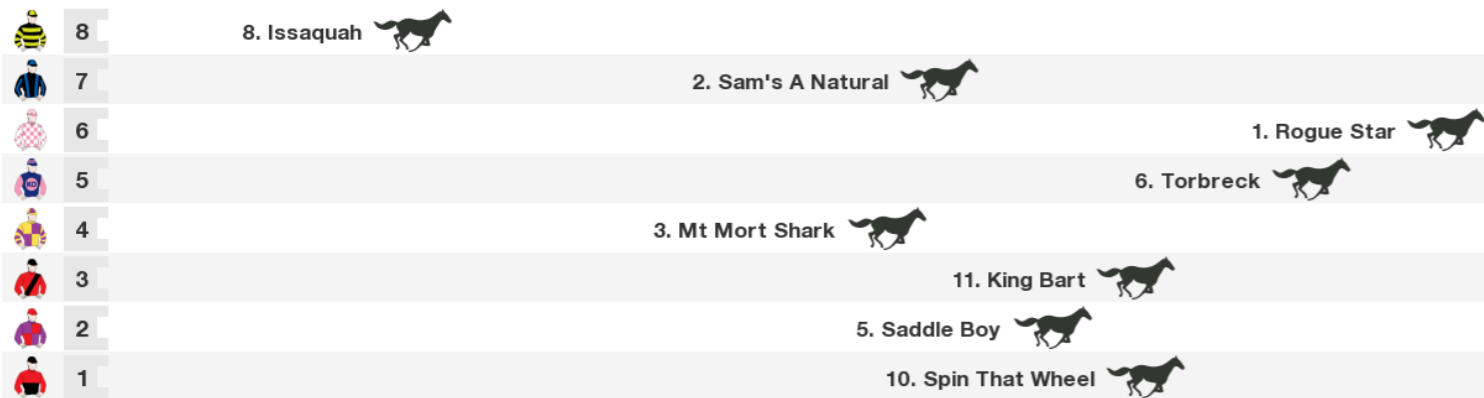 8 8. Issaquah
7 2. Sam's A Natural
6 1. Rogue Star
5 6. Torbreck
4 3. Mt Mort Shark
3 11. King Bart
2 5. Saddle Boy
1 10. Spin That Wheel